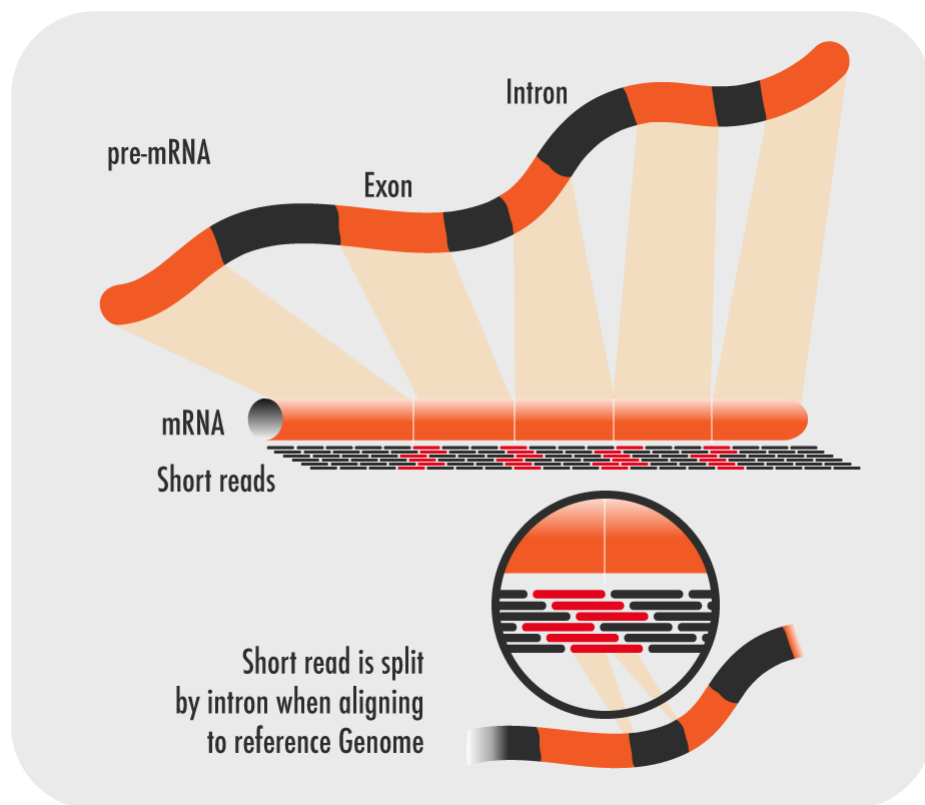 Intron
pre-mRNA
Exon
mRNA
Short reads
Short read is split
by intron when aligning
to reference Genome